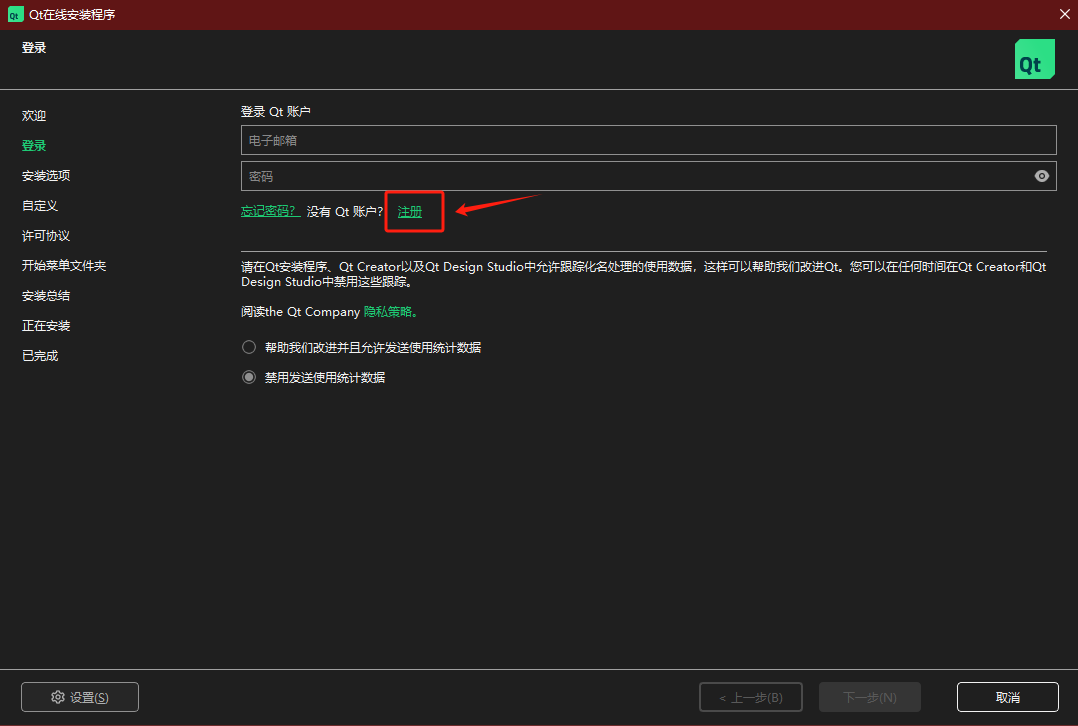 Qt在线安装程序
登录
Qt
欢迎
登录
安装选项
自定义
许可协议
开始菜单文件夹
安装总结
正在安装
已完成
登录 Qt 账户
电子邮箱
密码
忘记密码? 没有 Qt 账户? 注册
请在Qt安装程序、Qt Creator以及Qt Design Studio中允许跟踪化名处理的使用数据，这样可以帮助我们改进Qt。您可以在任何时间在Qt Creator和Qt
Design Studio中禁用这些跟踪。
阅读the Qt Company 隐私策略。
帮助我们改进并且允许发送使用统计数据
禁用发送使用统计数据
设置(S)
< 上一步(B)
下一步(N)
取消